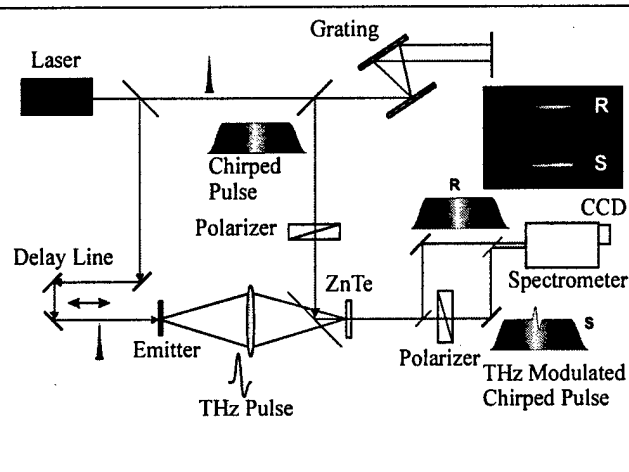 Grating
Laser
R
S
Chirped
Pulse
R
CCD
Polarizer
Spectrometer
Delay Line
ZnTe
Emitter
Polarizer
S
THz Pulse
THz Modulated
Chirped Pulse